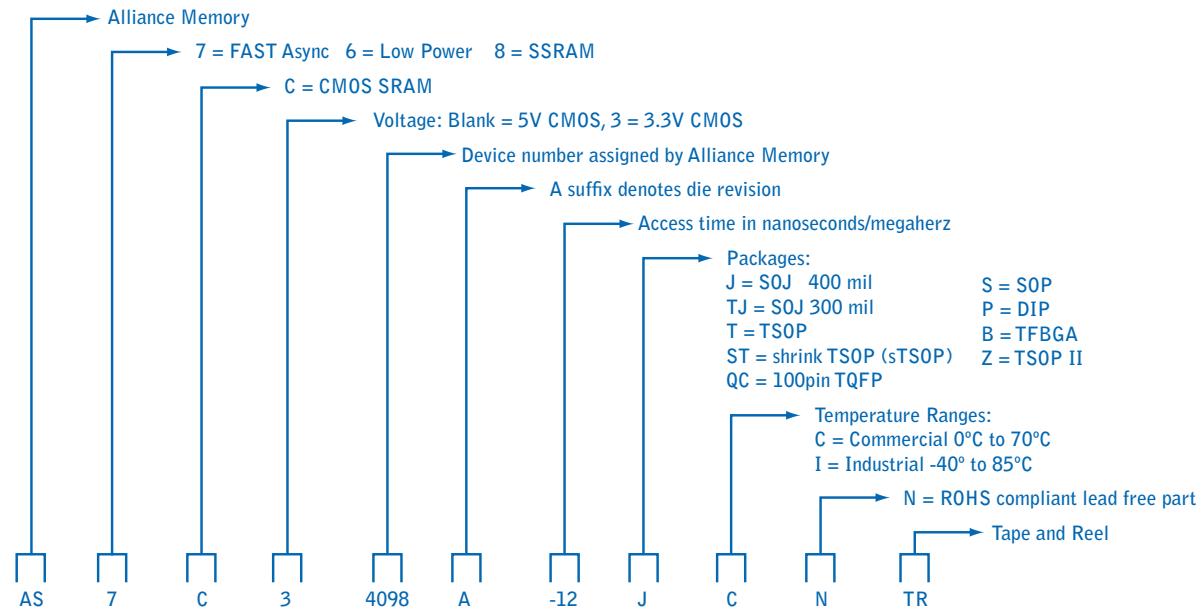 Alliance Memory
7 = FAST Async 6 = Low Power 8 = SSRAM
C = CMOS SRAM
Voltage: Blank = 5V CMOS, 3 = 3.3V CMOS
Device number assigned by Alliance Memory
A suffix denotes die revision
Access time in nanoseconds/megaherz
Packages:
J = SOJ 400 mil
TJ = SOJ 300 mil
T = TSOP
ST = shrink TSOP (sTSOP)
QC = 100pin TQFP
S = SOP
P = DIP
B = TFBGA
Z = TSOP II
Temperature Ranges:
C = Commercial 0ºC to 70ºC
I = Industrial -40º to 85ºC
N = ROHS compliant lead free part
Tape and Reel
AS 7 C 3 4098 A -12 J C N TR